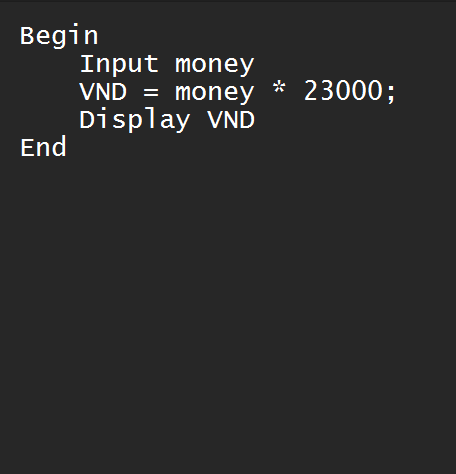 Begin
Input money
VND = money * 23000;
Display VND
End